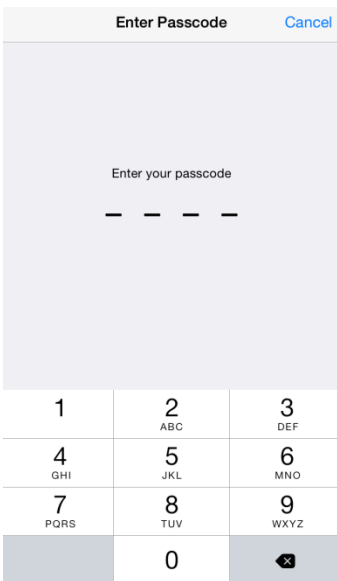 Enter Passcode Cancel
Enter your passcode
1 2 3
ABC DEF
4 5 6
GHI JKL MNO
7 8 9
PQRS TUV WXYZ
0